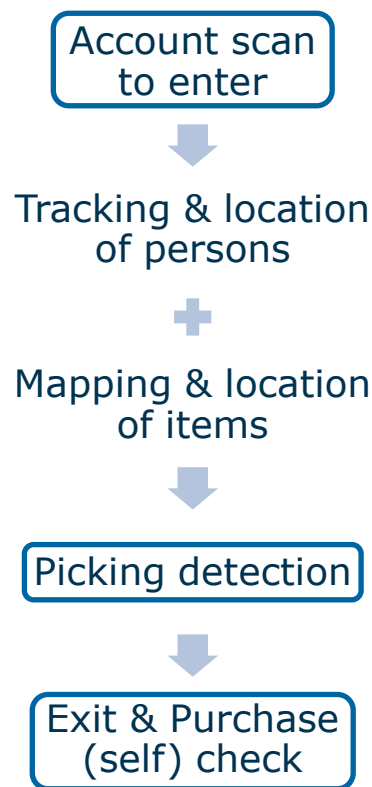 Account scan
to enter
Tracking & location
of persons
Mapping & location
of items
Picking detection
Exit & Purchase
(self) check